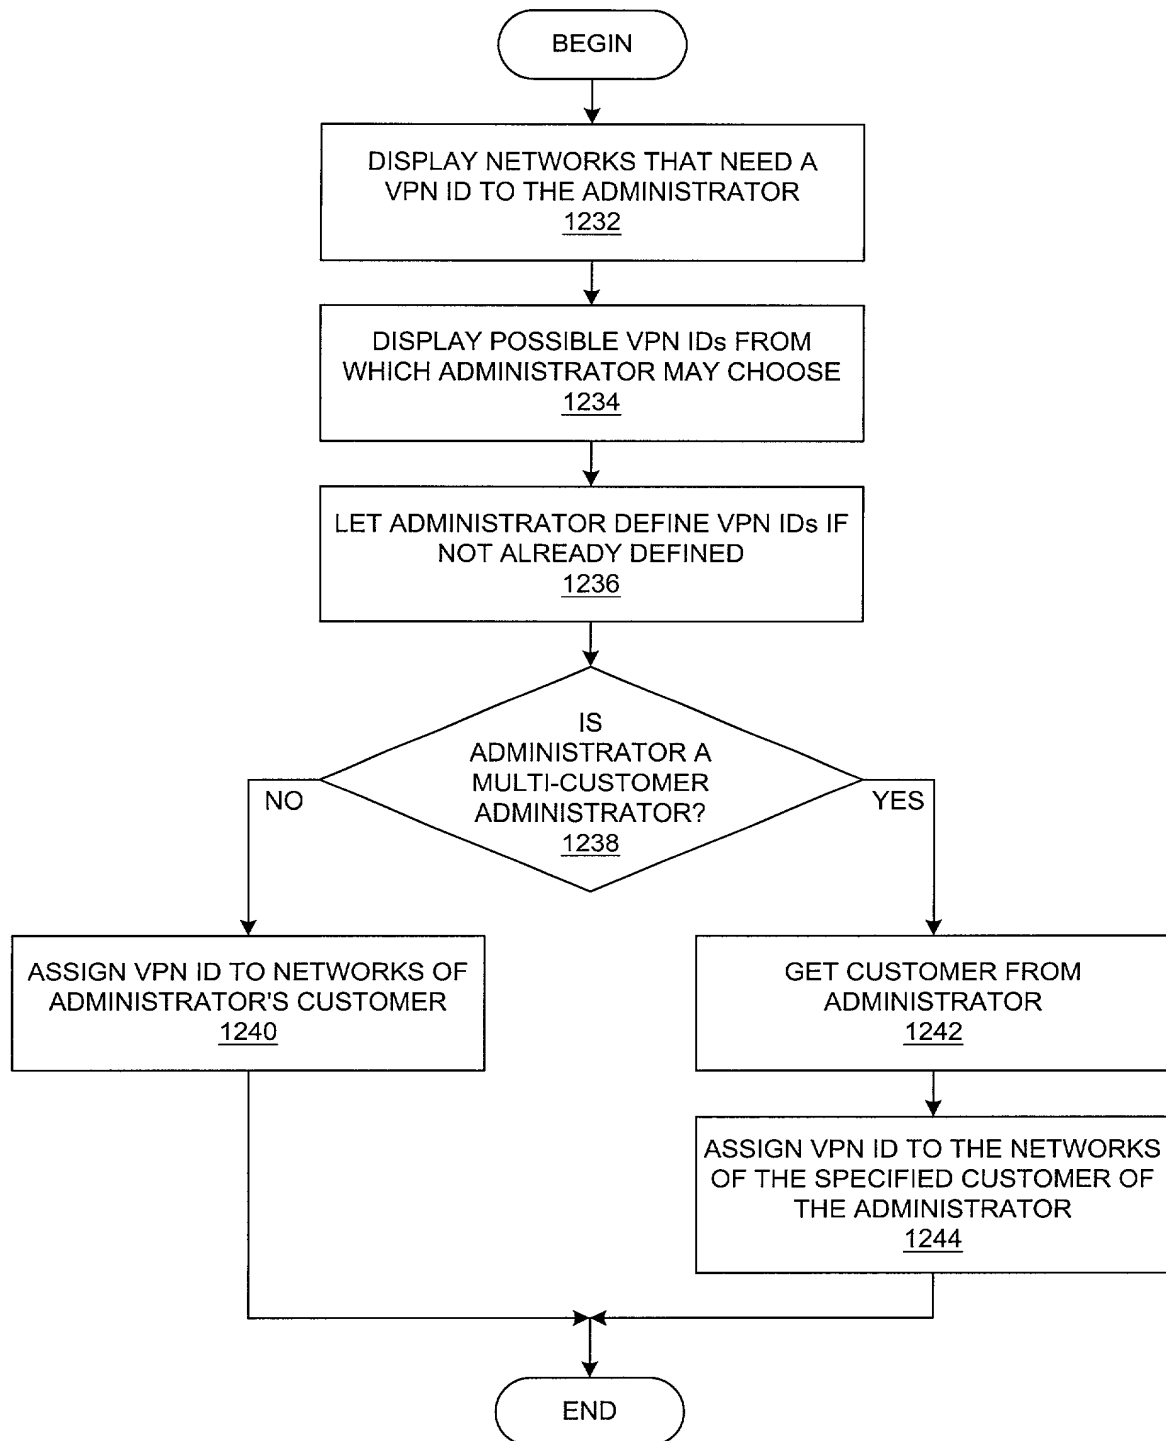 BEGIN
DISPLAY NETWORKS THAT NEED A
VPN ID TO THE ADMINISTRATOR
1232
DISPLAY POSSIBLE VPN IDs FROM
WHICH ADMINISTRATOR MAY CHOOSE
1234
LET ADMINISTRATOR DEFINE VPN IDs IF
NOT ALREADY DEFINED
1236
IS
ADMINISTRATOR A
MULTI-CUSTOMER
ADMINISTRATOR?
1238
NO
YES
ASSIGN VPN ID TO NETWORKS OF
ADMINISTRATOR'S CUSTOMER
1240
GET CUSTOMER FROM
ADMINISTRATOR
1242
ASSIGN VPN ID TO THE NETWORKS
OF THE SPECIFIED CUSTOMER OF
THE ADMINISTRATOR
1244
END